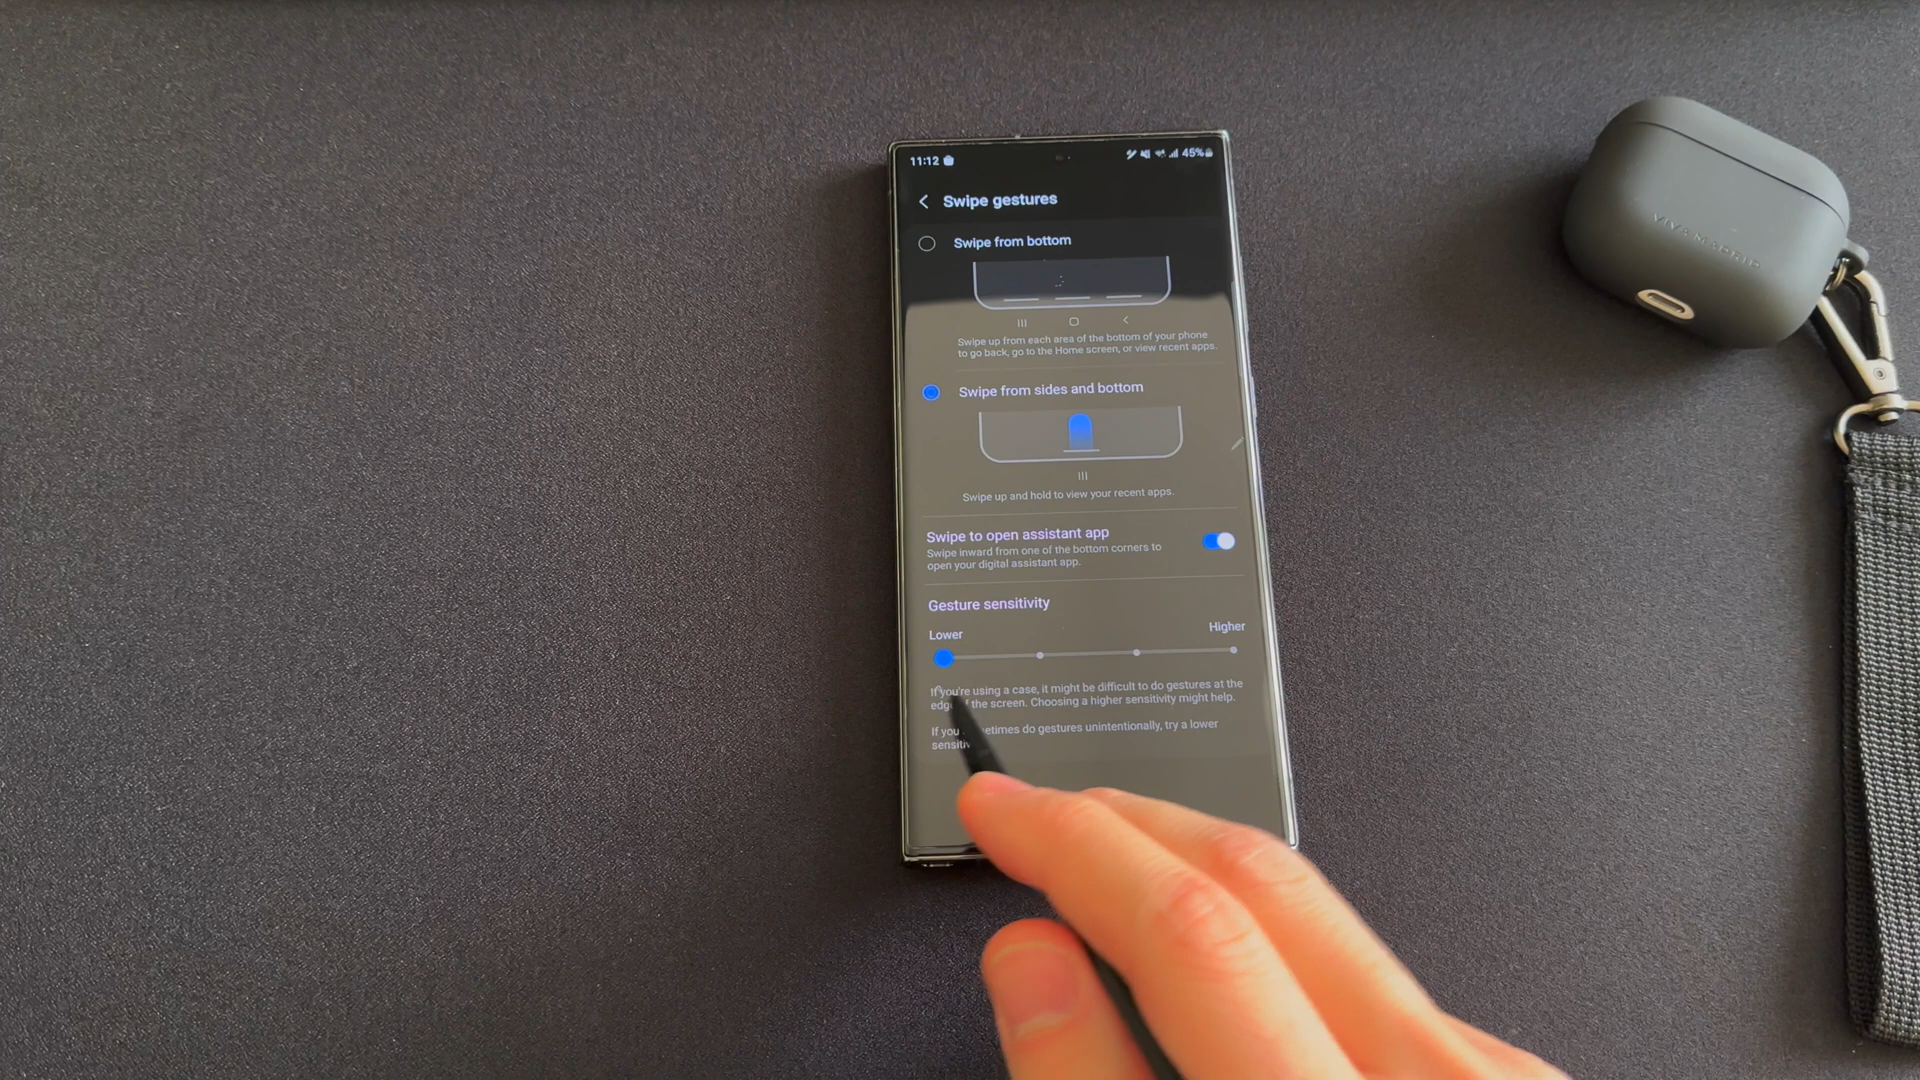 11:12
45%
Swipe gestures
Swipe from bottom
Swipe up from each area of the bottom of your phone
to go back, go to the Home screen, or view recent apps.
Swipe from sides and bottom
Swipe up and hold to view your recent apps.
Swipe to open assistant app
Swipe inward from one of the bottom corners to
open your digital assistant app.
Gesture sensitivity
Lower
Higher
If you're using a case, it might be difficult to do gestures at the
edge of the screen. Choosing a higher sensitivity might help.
If you sometimes do gestures unintentionally, try a lower